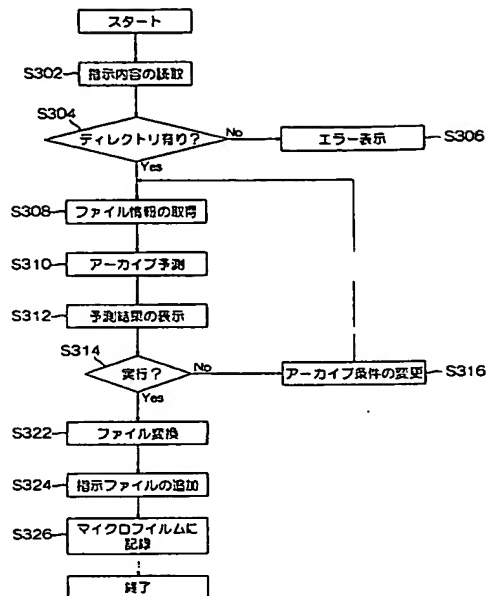 スタート
S302 指示内容の読取
S304
ディレクトリ有り？
No
エラー表示 S306
Yes
S308 ファイル情報の取得
S310 アーカイブ予測
S312 予測結果の表示
S314
実行？
No
アーカイブ条件の変更 S316
Yes
S322 ファイル変換
S324 指示ファイルの追加
S326 マイクロフイルムに
記録
終了